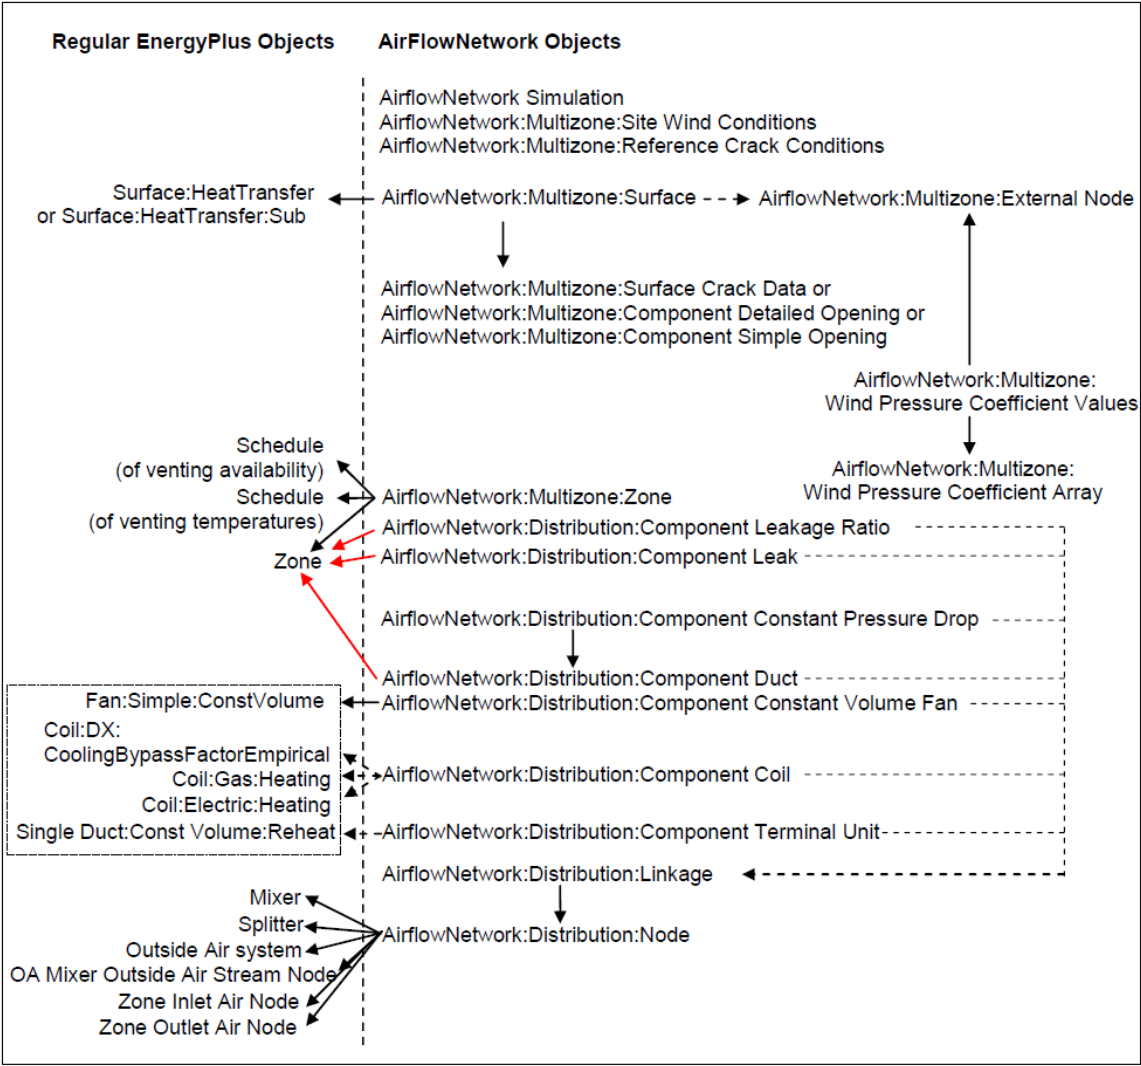 Regular EnergyPlus Objects
AirFlowNetwork Objects
AirflowNetwork Simulation
AirflowNetwork:Multizone:Site Wind Conditions
AirflowNetwork:Multizone:Reference Crack Conditions
Surface:HeatTransfer
or Surface:HeatTransfer:Sub
AirflowNetwork:Multizone:Surface
AirflowNetwork:Multizone:External Node
AirflowNetwork:Multizone:Surface Crack Data or
AirflowNetwork:Multizone:Component Detailed Opening or
AirflowNetwork:Multizone:Component Simple Opening
AirflowNetwork:Multizone:
Wind Pressure Coefficient Values
AirflowNetwork:Multizone:
Wind Pressure Coefficient Array
Schedule
(of venting availability)
Schedule
(of venting temperatures)
Zone
AirflowNetwork:Multizone:Zone
AirflowNetwork:Distribution:Component Leakage Ratio
AirflowNetwork:Distribution:Component Leak
AirflowNetwork:Distribution:Component Constant Pressure Drop
AirflowNetwork:Distribution:Component Duct
Fan:Simple:ConstVolume
AirflowNetwork:Distribution:Component Constant Volume Fan
Coil:DX:
CoolingBypassFactorEmpirical
Coil:Gas:Heating
Coil:Electric:Heating
AirflowNetwork:Distribution:Component Coil
Single Duct:Const Volume:Reheat
AirflowNetwork:Distribution:Component Terminal Unit
AirflowNetwork:Distribution:Linkage
Mixer
Splitter
Outside Air system
OA Mixer Outside Air Stream Node
Zone Inlet Air Node
Zone Outlet Air Node
AirflowNetwork:Distribution:Node